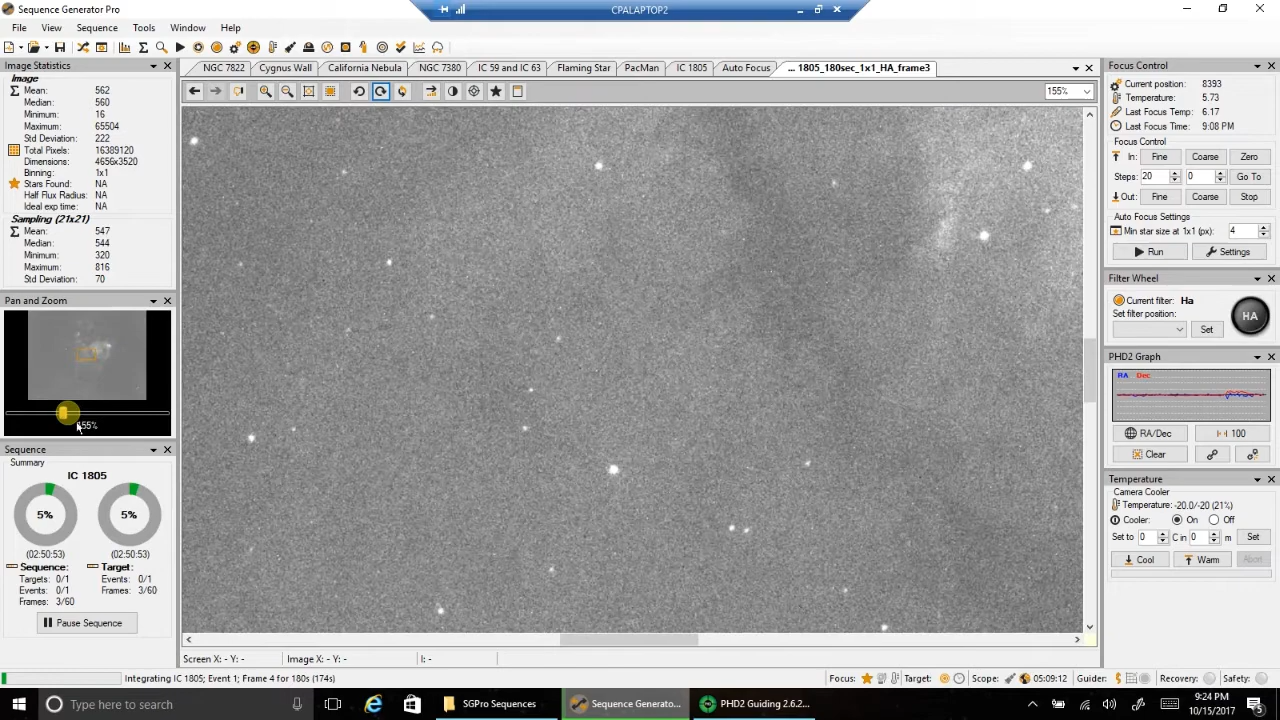 Sequence Generator Pro
CPALAPTOP2
File View Sequence Tools Window Help
Image Statistics
Image
Mean: 562
Median: 560
Minimum: 16
Maximum: 65504
Std Deviation: 222
Total Pixels: 16389120
Dimensions: 4656x3520
Binning: 1x1
Stars Found: NA
Half Flux Radius: NA
Ideal exp time: NA
Sampling (21x21)
Mean: 547
Median: 544
Minimum: 320
Maximum: 816
Std Deviation: 70
Pan and Zoom
155%
Sequence
Summary
IC 1805
5% 5%
(02:50:53) (02:50:53)
Sequence: Target:
Targets: 0/1 Events: 0/1
Events: 0/1 Frames: 3/60
Frames: 3/60
Pause Sequence
NGC 7822 Cygnus Wall California Nebula NGC 7380 IC 59 and IC 63 Flaming Star PacMan IC 1805 Auto Focus ... 1805_180sec_1x1_HA_frame3
155%
Screen X: - Y: - Image X: - Y: - I: -
Focus Control
Current position: 8393
Temperature: 5.73
Last Focus Temp: 6.17
Last Focus Time: 9:08 PM
Focus Control
In: Fine Coarse Zero
Steps: 20 0 Go To
Out: Fine Coarse Stop
Auto Focus Settings
Min star size at 1x1 (px): 4
Run Settings
Filter Wheel
Current filter: Ha
Set filter position:
Set
HA
PHD2 Graph
RA Dec
RA/Dec 100
Clear
Temperature
Camera Cooler
Temperature: -20.0/-20 (21%)
Cooler: On Off
Set to 0 C in 0 m Set
Cool Warm Abort
Integrating IC 1805; Event 1; Frame 4 for 180s (174s)
Focus: Target: Scope: 05:09:12 Guider: Recovery: Safety:
Type here to search
SGPro Sequences
Sequence Generato...
PHD2 Guiding 2.6.2...
9:24 PM
10/15/2017
3